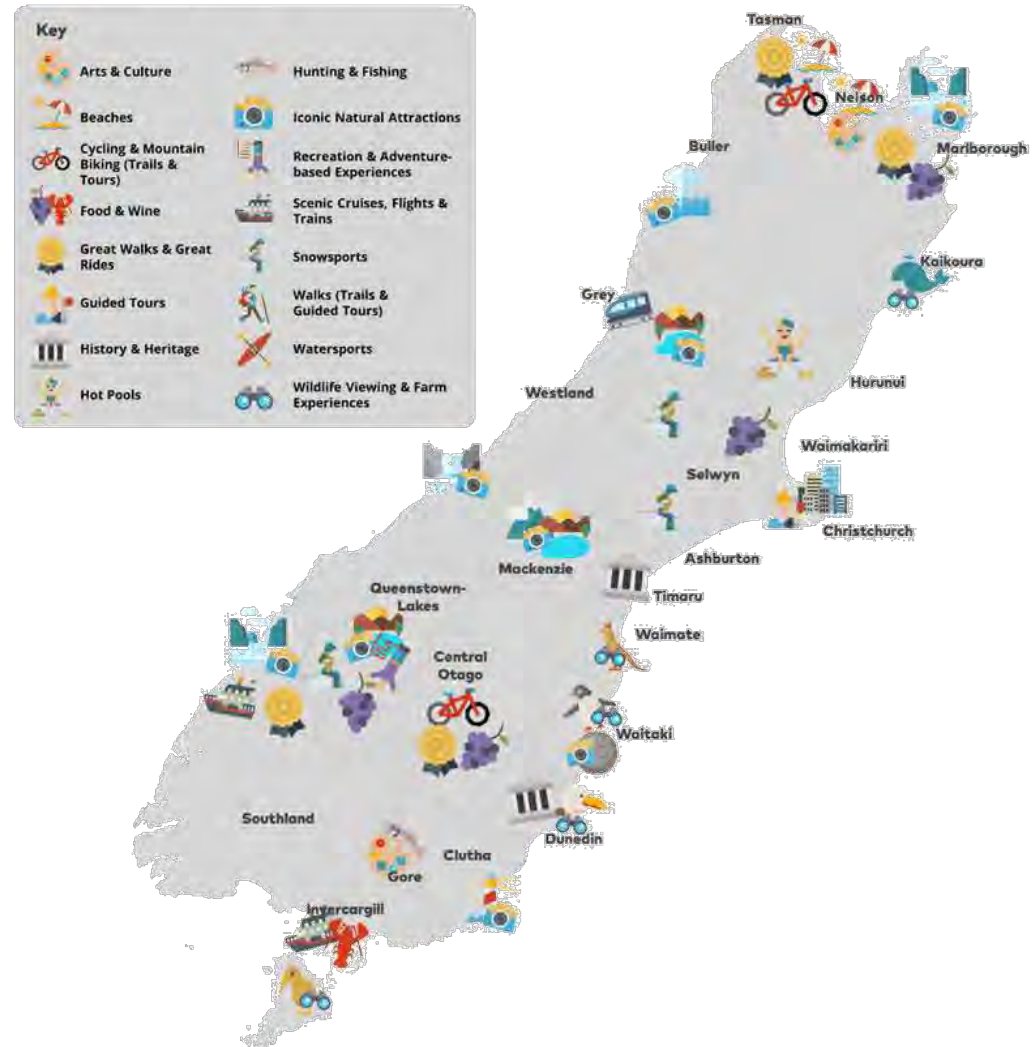 Key
Arts & Culture
Beaches
Cycling & Mountain
Biking (Trails &
Tours)
Food & Wine
Great Walks & Great
Rides
Guided Tours
History & Heritage
Hot Pools
Hunting & Fishing
Iconic Natural Attractions
Recreation & Adventure-
based Experiences
Scenic Cruises, Flights &
Trains
Snowsports
Walks (Trails &
Guided Tours)
Watersports
Wildlife Viewing & Farm
Experiences
Tasman
Nelson
Buller
Marlborough
Kaikoura
Grey
Hurunui
Westland
Waimakariri
Selwyn
Christchurch
Ashburton
Mackenzie
Timaru
Queenstown-
Lakes
Waimate
Central
Otago
Waitaki
Southland
Dunedin
Clutha
Gore
Invercargill